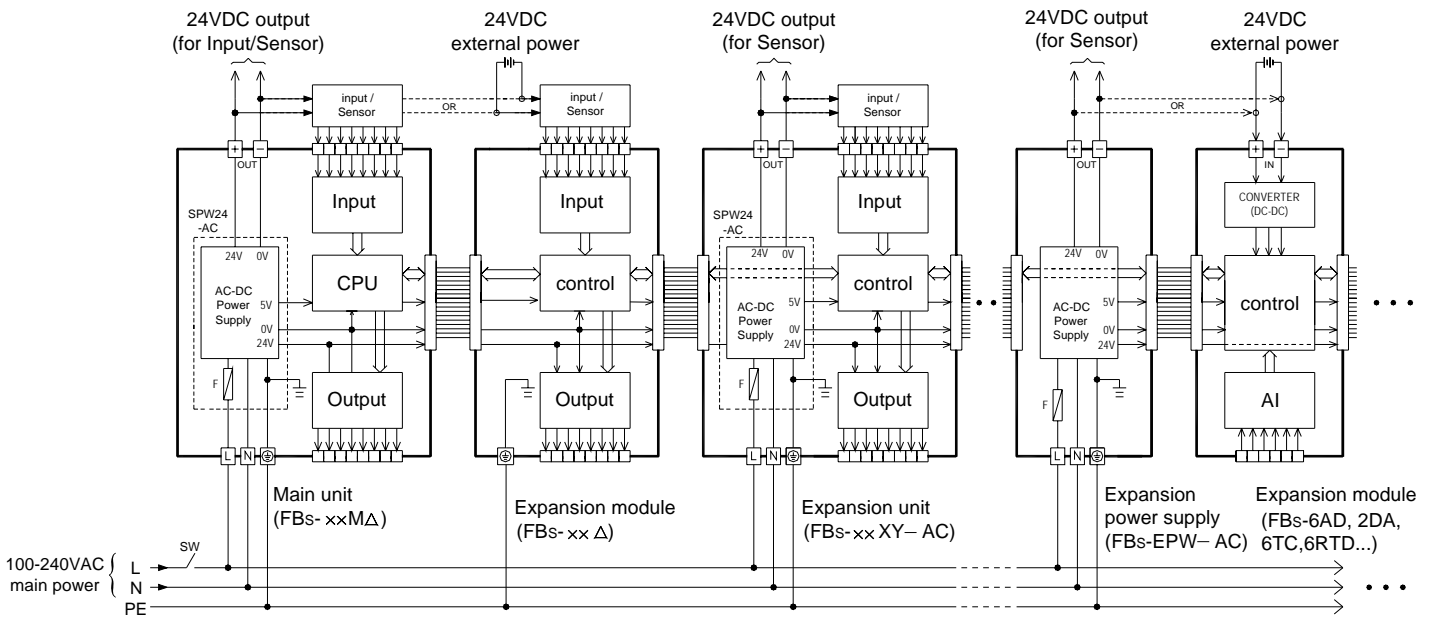 24VDC output
(for Input/Sensor)
24VDC
external power
24VDC output
(for Sensor)
24VDC output
(for Sensor)
24VDC
external power
input /
Sensor
OR
input /
Sensor
input /
Sensor
OR
+ −
OUT
+ −
OUT
+ −
OUT
+ −
IN
SPW24
-AC
24V 0V
AC-DC
Power
Supply
5V
0V
24V
F
Input
CPU
Output
L N
Input
control
Output
SPW24
-AC
24V 0V
AC-DC
Power
Supply
5V
0V
24V
F
Input
control
Output
L N
24V 0V
AC-DC
Power
Supply
5V
0V
24V
F
L N
CONVERTER
(DC-DC)
control
AI
Main unit
(FBs- ××M△)
Expansion module
(FBs- ×× △)
Expansion unit
(FBs- ×× XY− AC)
Expansion
power supply
(FBs-EPW− AC)
Expansion module
(FBs-6AD, 2DA,
6TC,6RTD...)
100-240VAC
main power
SW
L
N
PE